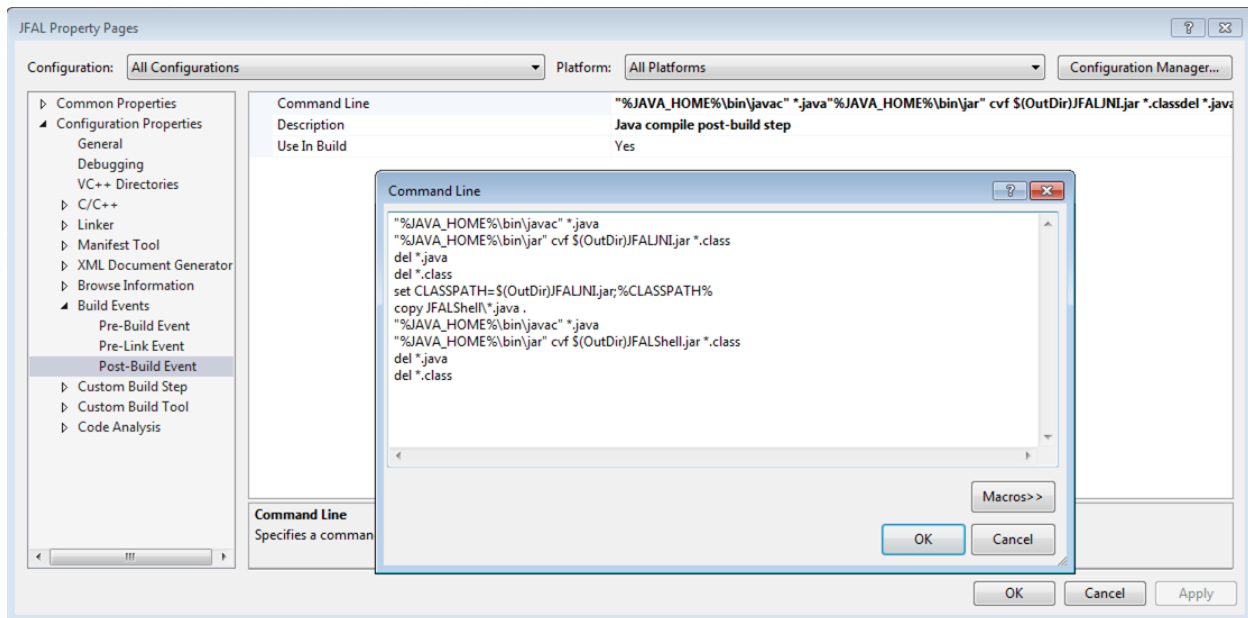 JFAL Property Pages
Configuration: All Configurations Platform: All Platforms Configuration Manager...
Common Properties
Configuration Properties
General
Debugging
VC++ Directories
C/C++
Linker
Manifest Tool
XML Document Generator
Browse Information
Build Events
Pre-Build Event
Pre-Link Event
Post-Build Event
Custom Build Step
Custom Build Tool
Code Analysis
Command Line "%JAVA_HOME%\bin\javac" *.java"%JAVA_HOME%\bin\jar" cvf $(OutDir)JFALJNI.jar *.classdel *.java
Description Java compile post-build step
Use In Build Yes
Command Line
"%JAVA_HOME%\bin\javac" *.java
"%JAVA_HOME%\bin\jar" cvf $(OutDir)JFALJNI.jar *.class
del *.java
del *.class
set CLASSPATH=$(OutDir)JFALJNI.jar;%CLASSPATH%
copy JFALShell\*.java .
"%JAVA_HOME%\bin\javac" *.java
"%JAVA_HOME%\bin\jar" cvf $(OutDir)JFALShell.jar *.class
del *.java
del *.class
Macros>>
OK Cancel
Command Line
Specifies a comman
OK Cancel Apply